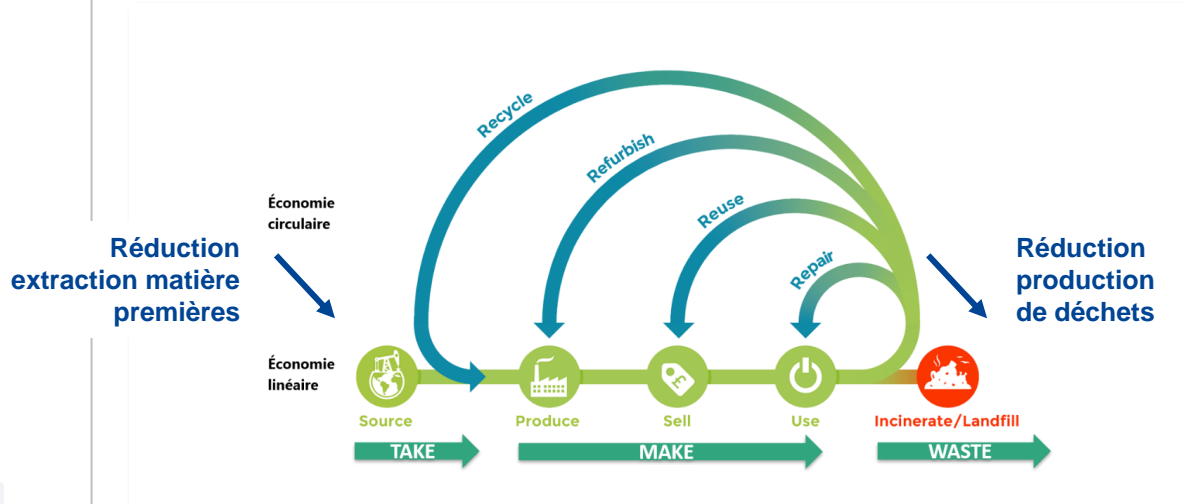 Recycle
Refurbish
Reuse
Repair
Économie
circulaire
Réduction
extraction matière
premières
Réduction
production
de déchets
Économie
linéaire
£
Source
Produce
Sell
Use
Incinerate/Landfill
TAKE
MAKE
WASTE